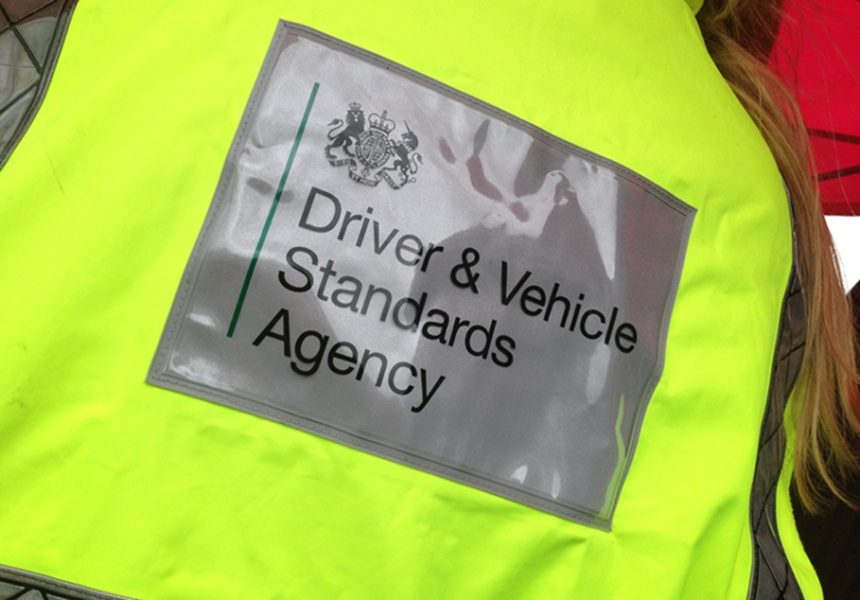 Driver & Vehicle
Standards
Agency